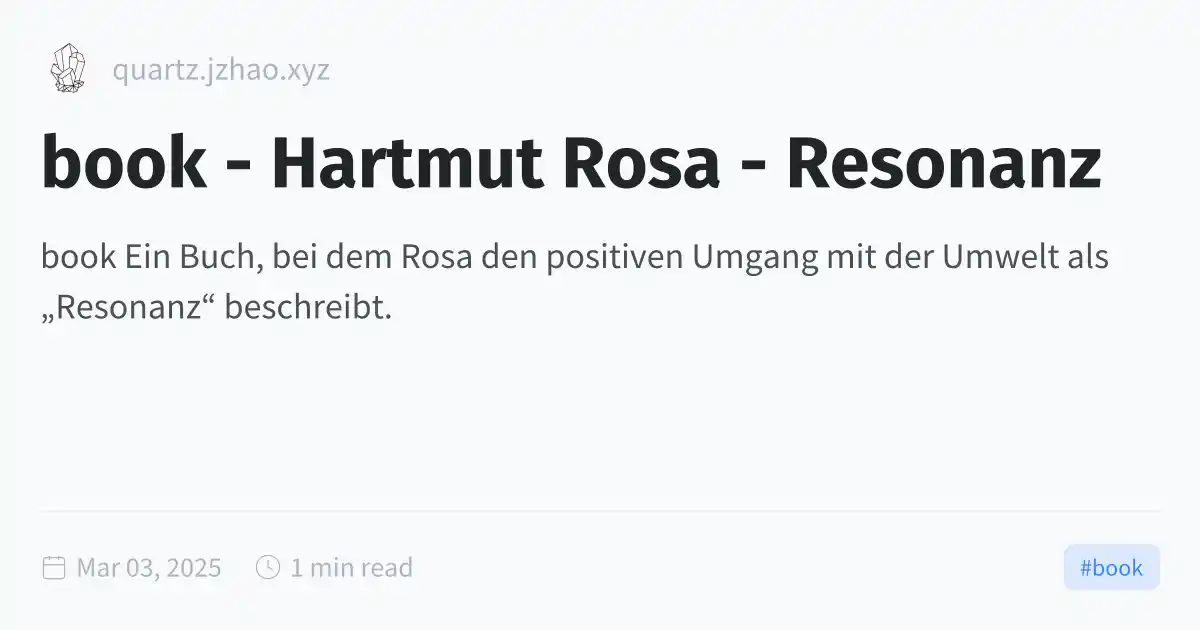 quartz.jzhao.xyz
book - Hartmut Rosa - Resonanz
book Ein Buch, bei dem Rosa den positiven Umgang mit der Umwelt als
„Resonanz“ beschreibt.
Mar 03, 2025 1 min read #book